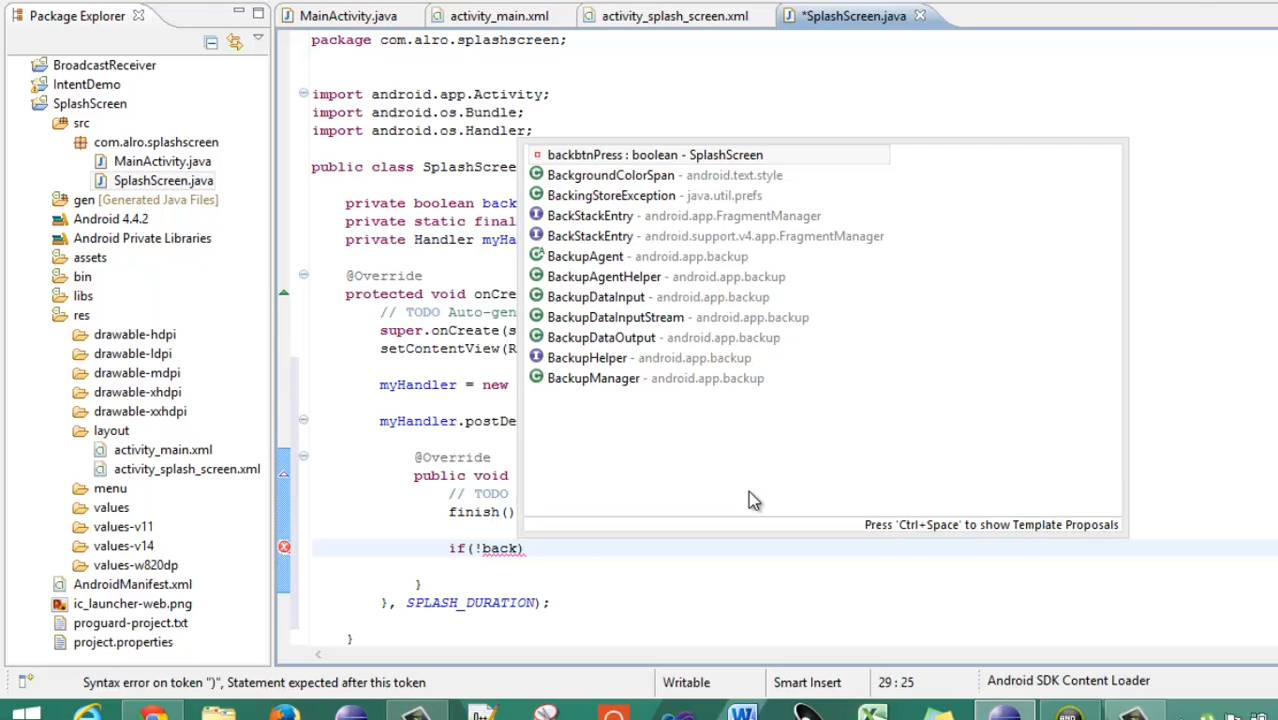 Package Explorer
MainActivity.java
activity_main.xml
activity_splash_screen.xml
*SplashScreen.java
BroadcastReceiver
IntentDemo
SplashScreen
src
com.alro.splashscreen
MainActivity.java
SplashScreen.java
gen [Generated Java Files]
Android 4.4.2
Android Private Libraries
assets
bin
libs
res
drawable-hdpi
drawable-ldpi
drawable-mdpi
drawable-xhdpi
drawable-xxhdpi
layout
activity_main.xml
activity_splash_screen.xml
menu
values
values-v11
values-v14
values-w820dp
AndroidManifest.xml
ic_launcher-web.png
proguard-project.txt
project.properties
package com.alro.splashscreen;
import android.app.Activity;
import android.os.Bundle;
import android.os.Handler;
public class SplashScree
private boolean back
private static final
private Handler myHa
@Override
protected void onCre
// TODO Auto-gen
super.onCreate(s
setContentView(R
myHandler = new
myHandler.postDe
@Override
public void
// TODO
finish()
if(!back)
}
}, SPLASH_DURATION);
}
backbtnPress : boolean - SplashScreen
BackgroundColorSpan - android.text.style
BackingStoreException - java.util.prefs
BackStackEntry - android.app.FragmentManager
BackStackEntry - android.support.v4.app.FragmentManager
BackupAgent - android.app.backup
BackupAgentHelper - android.app.backup
BackupDataInput - android.app.backup
BackupDataInputStream - android.app.backup
BackupDataOutput - android.app.backup
BackupHelper - android.app.backup
BackupManager - android.app.backup
Press 'Ctrl+Space' to show Template Proposals
Syntax error on token ")", Statement expected after this token
Writable
Smart Insert
29 : 25
Android SDK Content Loader